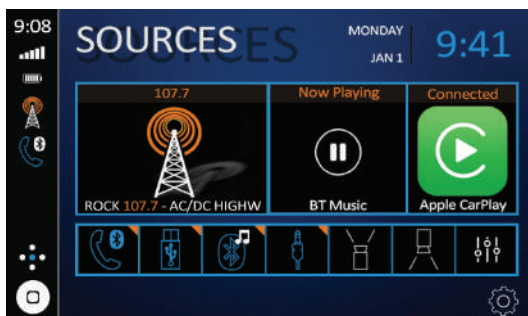 9:08
SOURCES
MONDAY
JAN 1
9:41
107.7
ROCK 107.7 - AC/DC HIGHW
Now Playing
BT Music
Connected
Apple CarPlay